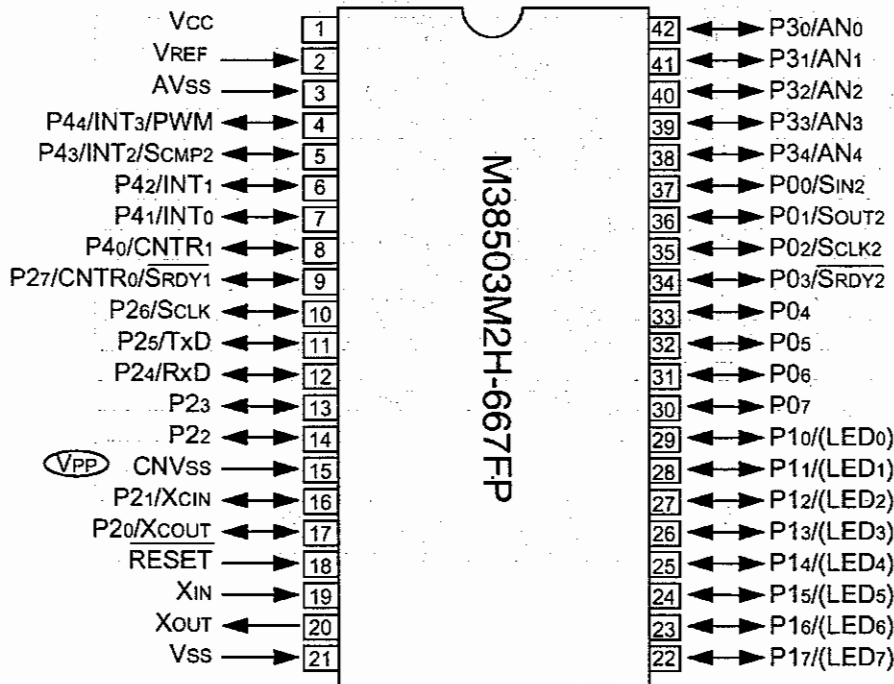 VCC 1
VREF 2
AVSS 3
P44/INT3/PWM 4
P43/INT2/SCMP2 5
P42/INT1 6
P41/INT0 7
P40/CNTR1 8
P27/CNTR0/SRDY1 9
P26/SCLK 10
P25/TxD 11
P24/RxD 12
P23 13
P22 14
VPP CNVSS 15
P21/XCIN 16
P20/XCOUT 17
RESET 18
XIN 19
XOUT 20
VSS 21
M38503M2H-667FP
42 P30/AN0
41 P31/AN1
40 P32/AN2
39 P33/AN3
38 P34/AN4
37 P00/SIN2
36 P01/SOUT2
35 P02/SCLK2
34 P03/SRDY2
33 P04
32 P05
31 P06
30 P07
29 P10/(LED0)
28 P11/(LED1)
27 P12/(LED2)
26 P13/(LED3)
25 P14/(LED4)
24 P15/(LED5)
23 P16/(LED6)
22 P17/(LED7)